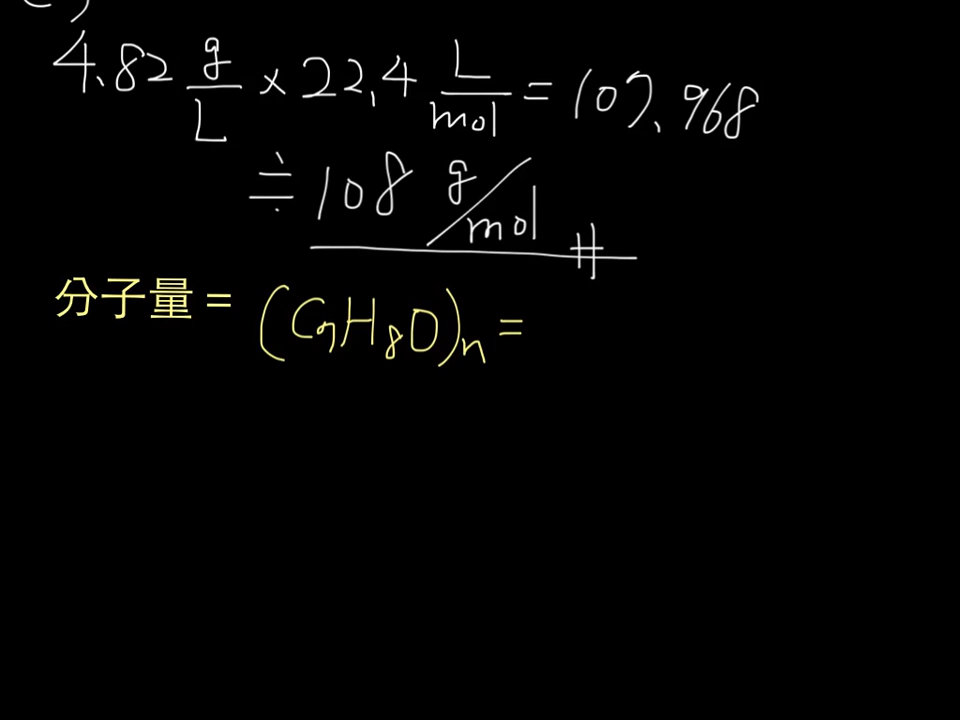 4.82 g/L × 22.4 L/mol = 107.968
≒ 108 g/mol #
分子量 = (C₇H₈O)ₙ =